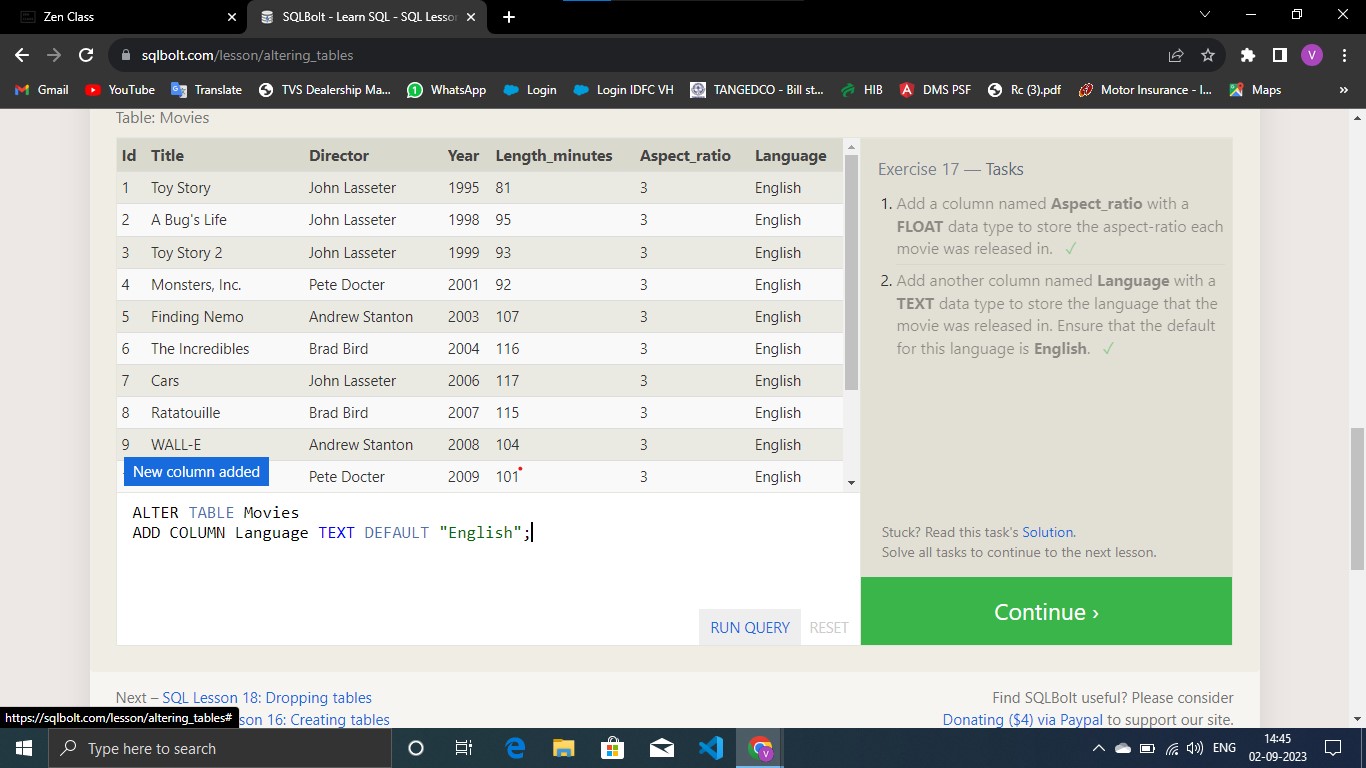 Zen Class
SQLBolt - Learn SQL - SQL Lesson
sqlbolt.com/lesson/altering_tables
V
Gmail YouTube Translate TVS Dealership Ma... WhatsApp Login Login IDFC VH TANGEDCO - Bill st... HIB DMS PSF Rc (3).pdf Motor Insurance - I... Maps »
Table: Movies
Id Title Director Year Length_minutes Aspect_ratio Language
1 Toy Story John Lasseter 1995 81 3 English
2 A Bug's Life John Lasseter 1998 95 3 English
3 Toy Story 2 John Lasseter 1999 93 3 English
4 Monsters, Inc. Pete Docter 2001 92 3 English
5 Finding Nemo Andrew Stanton 2003 107 3 English
6 The Incredibles Brad Bird 2004 116 3 English
7 Cars John Lasseter 2006 117 3 English
8 Ratatouille Brad Bird 2007 115 3 English
9 WALL-E Andrew Stanton 2008 104 3 English
Pete Docter 2009 101 3 English
New column added
ALTER TABLE Movies
ADD COLUMN Language TEXT DEFAULT "English";
RUN QUERY RESET
Exercise 17 — Tasks
1. Add a column named Aspect_ratio with a
FLOAT data type to store the aspect-ratio each
movie was released in. ✓
2. Add another column named Language with a
TEXT data type to store the language that the
movie was released in. Ensure that the default
for this language is English. ✓
Stuck? Read this task's Solution.
Solve all tasks to continue to the next lesson.
Continue ›
Next – SQL Lesson 18: Dropping tables
son 16: Creating tables
Find SQLBolt useful? Please consider
Donating ($4) via Paypal to support our site.
https://sqlbolt.com/lesson/altering_tables#
Type here to search
V
ENG
14:45
02-09-2023